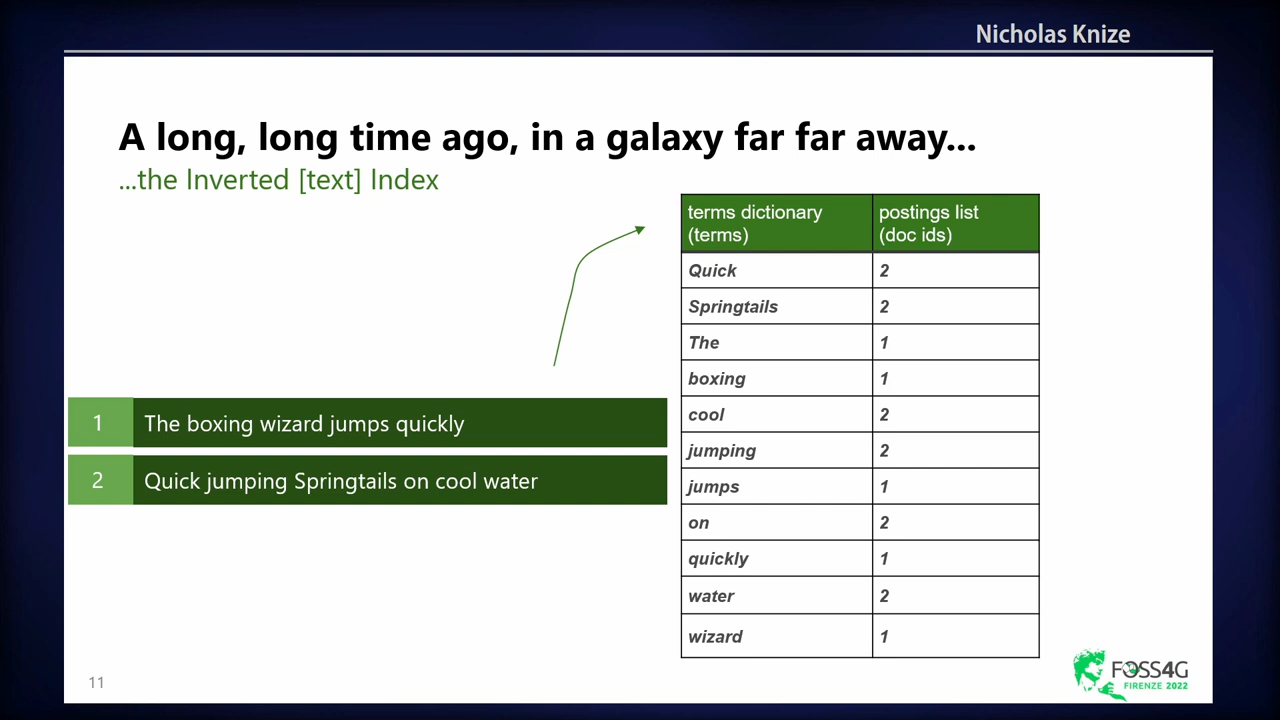 Nicholas Knize
A long, long time ago, in a galaxy far far away...
...the Inverted [text] Index
terms dictionary (terms) postings list (doc ids)
Quick 2
Springtails 2
The 1
boxing 1
cool 2
jumping 2
jumps 1
on 2
quickly 1
water 2
wizard 1
1 The boxing wizard jumps quickly
2 Quick jumping Springtails on cool water
11
FOSS4G
FIRENZE 2022